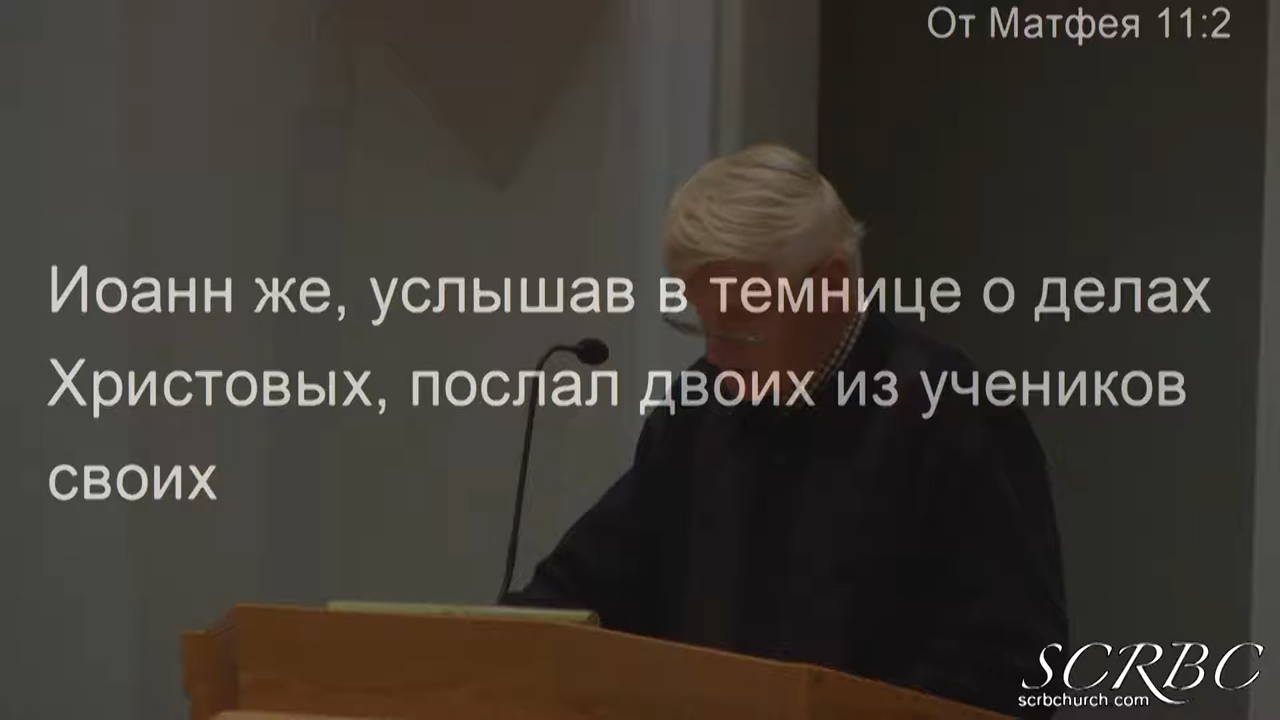 От Матфея 11:2
Иоанн же, услышав в темнице о делах
Христовых, послал двоих из учеников
своих
SCRBC
scrbchurch com